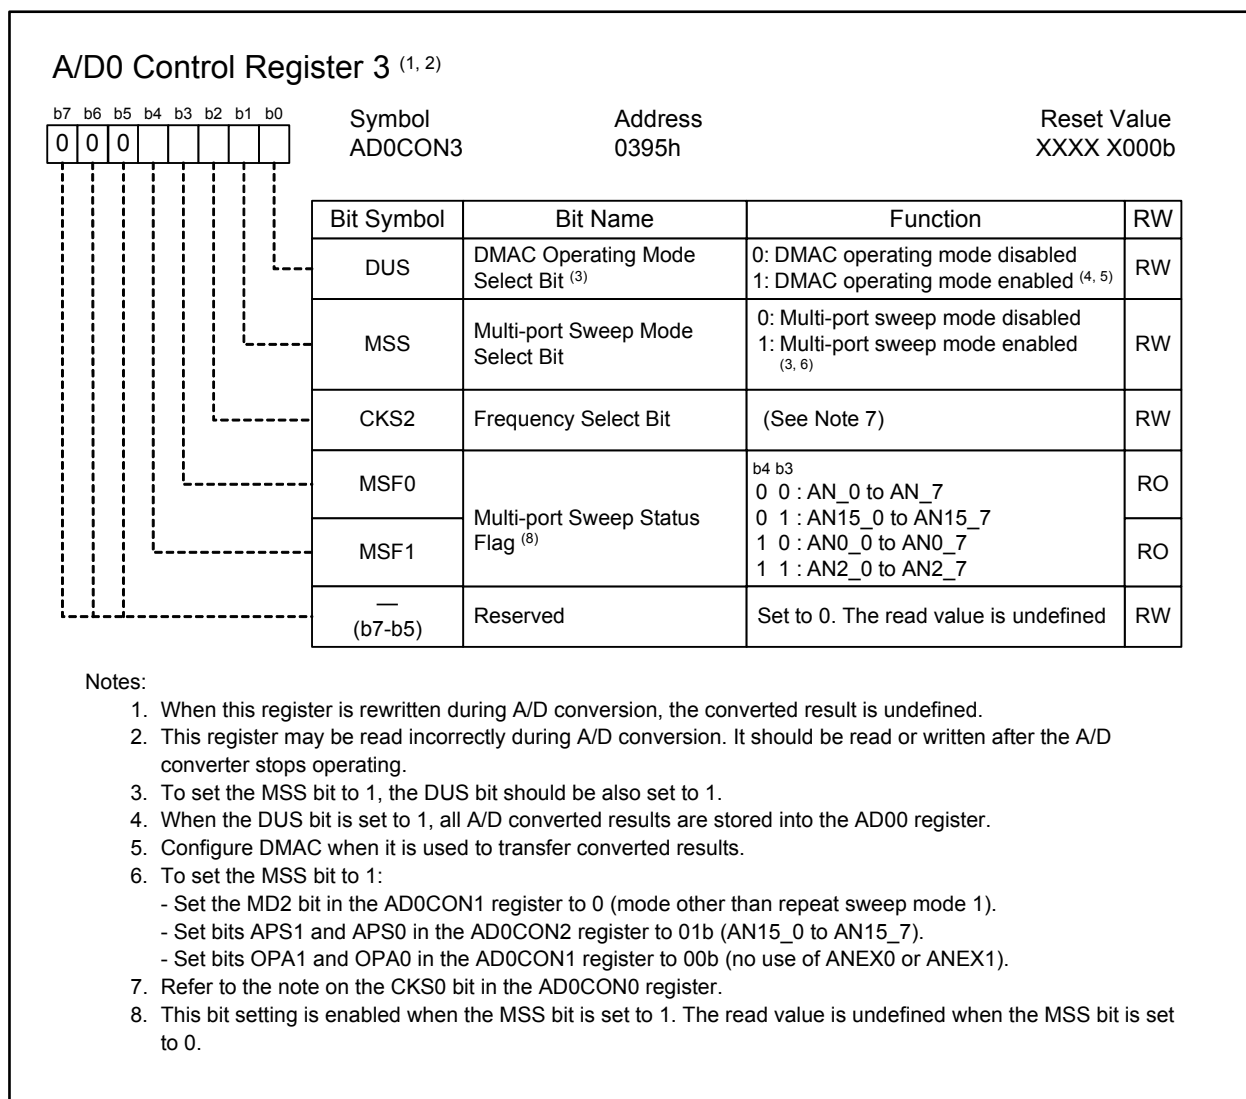 A/D0 Control Register 3 (1, 2)
b7 b6 b5 b4 b3 b2 b1 b0
0 0 0
Symbol Address Reset Value
AD0CON3 0395h XXXX X000b
Bit Symbol Bit Name Function RW
DUS
DMAC Operating Mode
Select Bit (3)
0: DMAC operating mode disabled
1: DMAC operating mode enabled (4, 5)
RW
MSS
Multi-port Sweep Mode
Select Bit
0: Multi-port sweep mode disabled
1: Multi-port sweep mode enabled
(3, 6)
RW
CKS2 Frequency Select Bit (See Note 7) RW
MSF0
MSF1
Multi-port Sweep Status
Flag (8)
b4 b3
0 0 : AN_0 to AN_7
0 1 : AN15_0 to AN15_7
1 0 : AN0_0 to AN0_7
1 1 : AN2_0 to AN2_7
RO
RO
—
(b7-b5)
Reserved Set to 0. The read value is undefined RW
Notes:
1. When this register is rewritten during A/D conversion, the converted result is undefined.
2. This register may be read incorrectly during A/D conversion. It should be read or written after the A/D
converter stops operating.
3. To set the MSS bit to 1, the DUS bit should be also set to 1.
4. When the DUS bit is set to 1, all A/D converted results are stored into the AD00 register.
5. Configure DMAC when it is used to transfer converted results.
6. To set the MSS bit to 1:
- Set the MD2 bit in the AD0CON1 register to 0 (mode other than repeat sweep mode 1).
- Set bits APS1 and APS0 in the AD0CON2 register to 01b (AN15_0 to AN15_7).
- Set bits OPA1 and OPA0 in the AD0CON1 register to 00b (no use of ANEX0 or ANEX1).
7. Refer to the note on the CKS0 bit in the AD0CON0 register.
8. This bit setting is enabled when the MSS bit is set to 1. The read value is undefined when the MSS bit is set
to 0.